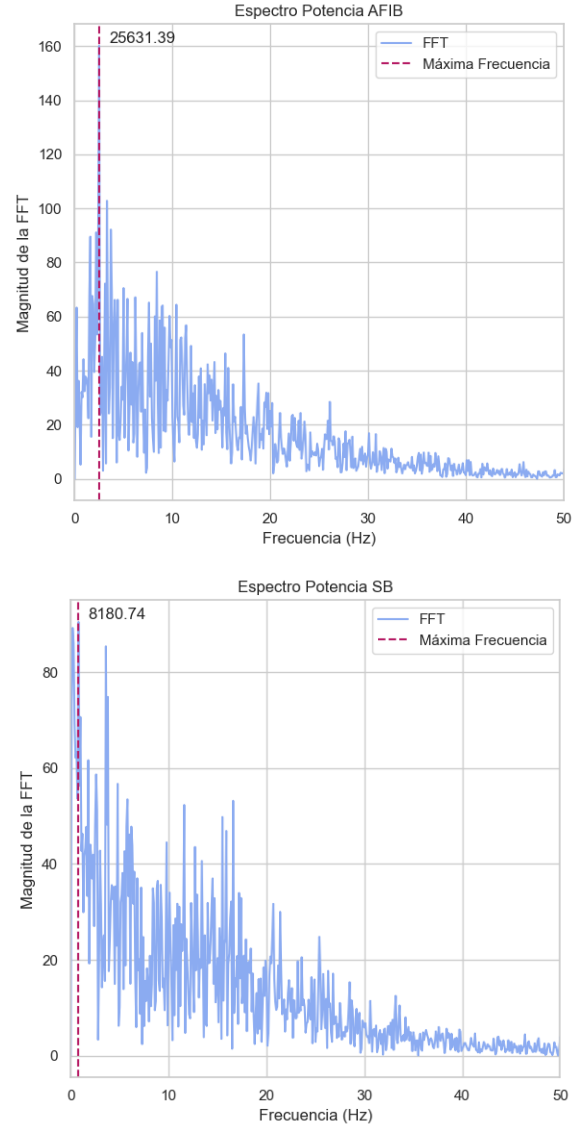 Espectro Potencia AFIB
25631.39
FFT
Máxima Frecuencia
160
140
120
100
80
60
40
20
0
Magnitud de la FFT
0 10 20 30 40 50
Frecuencia (Hz)
Espectro Potencia SB
8180.74
FFT
Máxima Frecuencia
80
60
40
20
0
Magnitud de la FFT
0 10 20 30 40 50
Frecuencia (Hz)